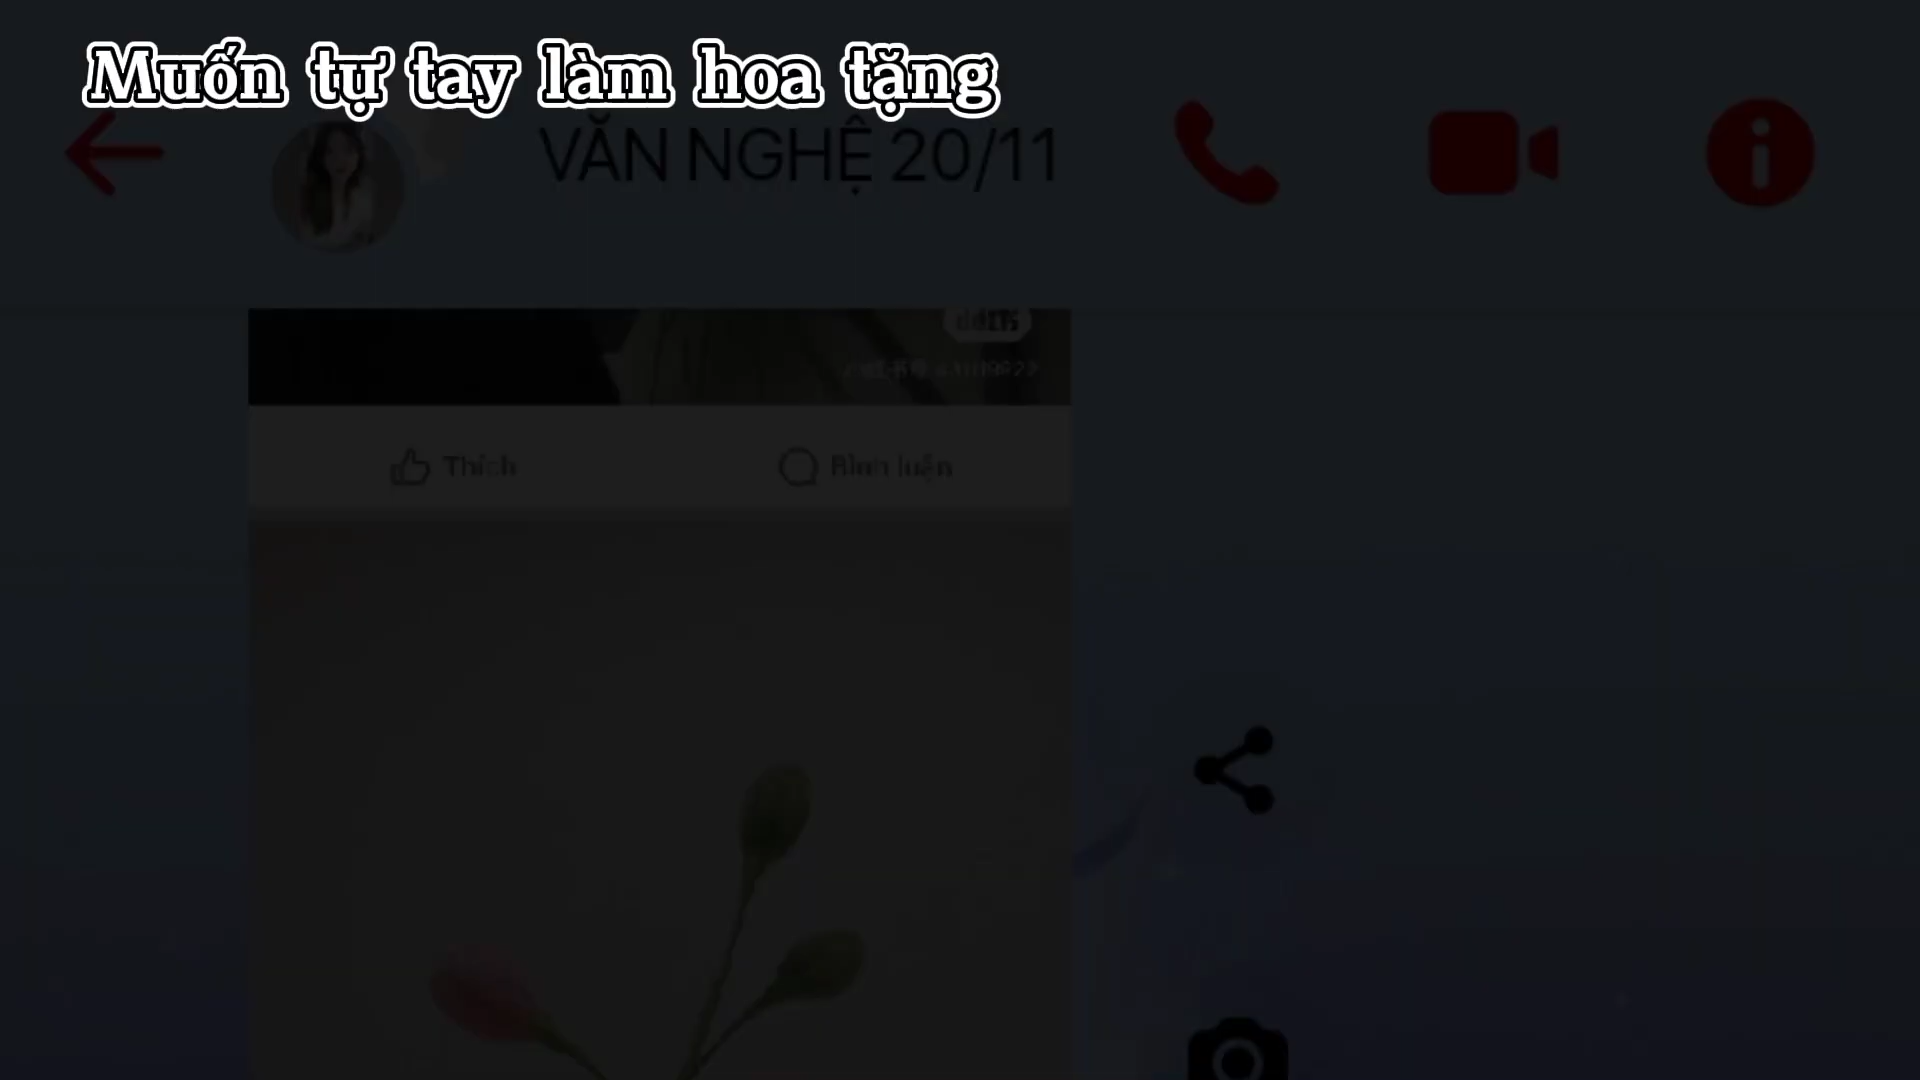 Muốn tự tay làm hoa tặng
VĂN NGHỆ 20/11
Thích
Bình luận